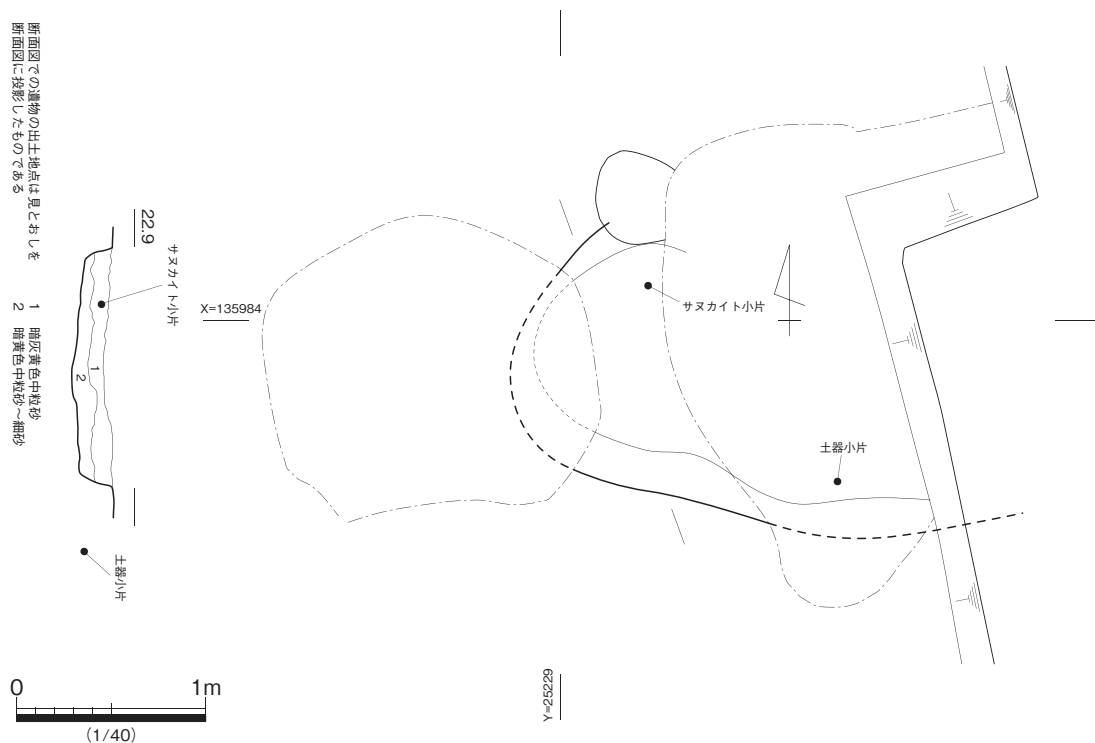 断面図での遺物の出土地点は見とおしを
断面図に投影したものである
1　暗灰黄色中粒砂
2　暗黄色中粒砂～細砂
22.9
サヌカイト小片
1
2
土器小片
X=135984
サヌカイト小片
土器小片
Y=25229
0
1m
(1/40)